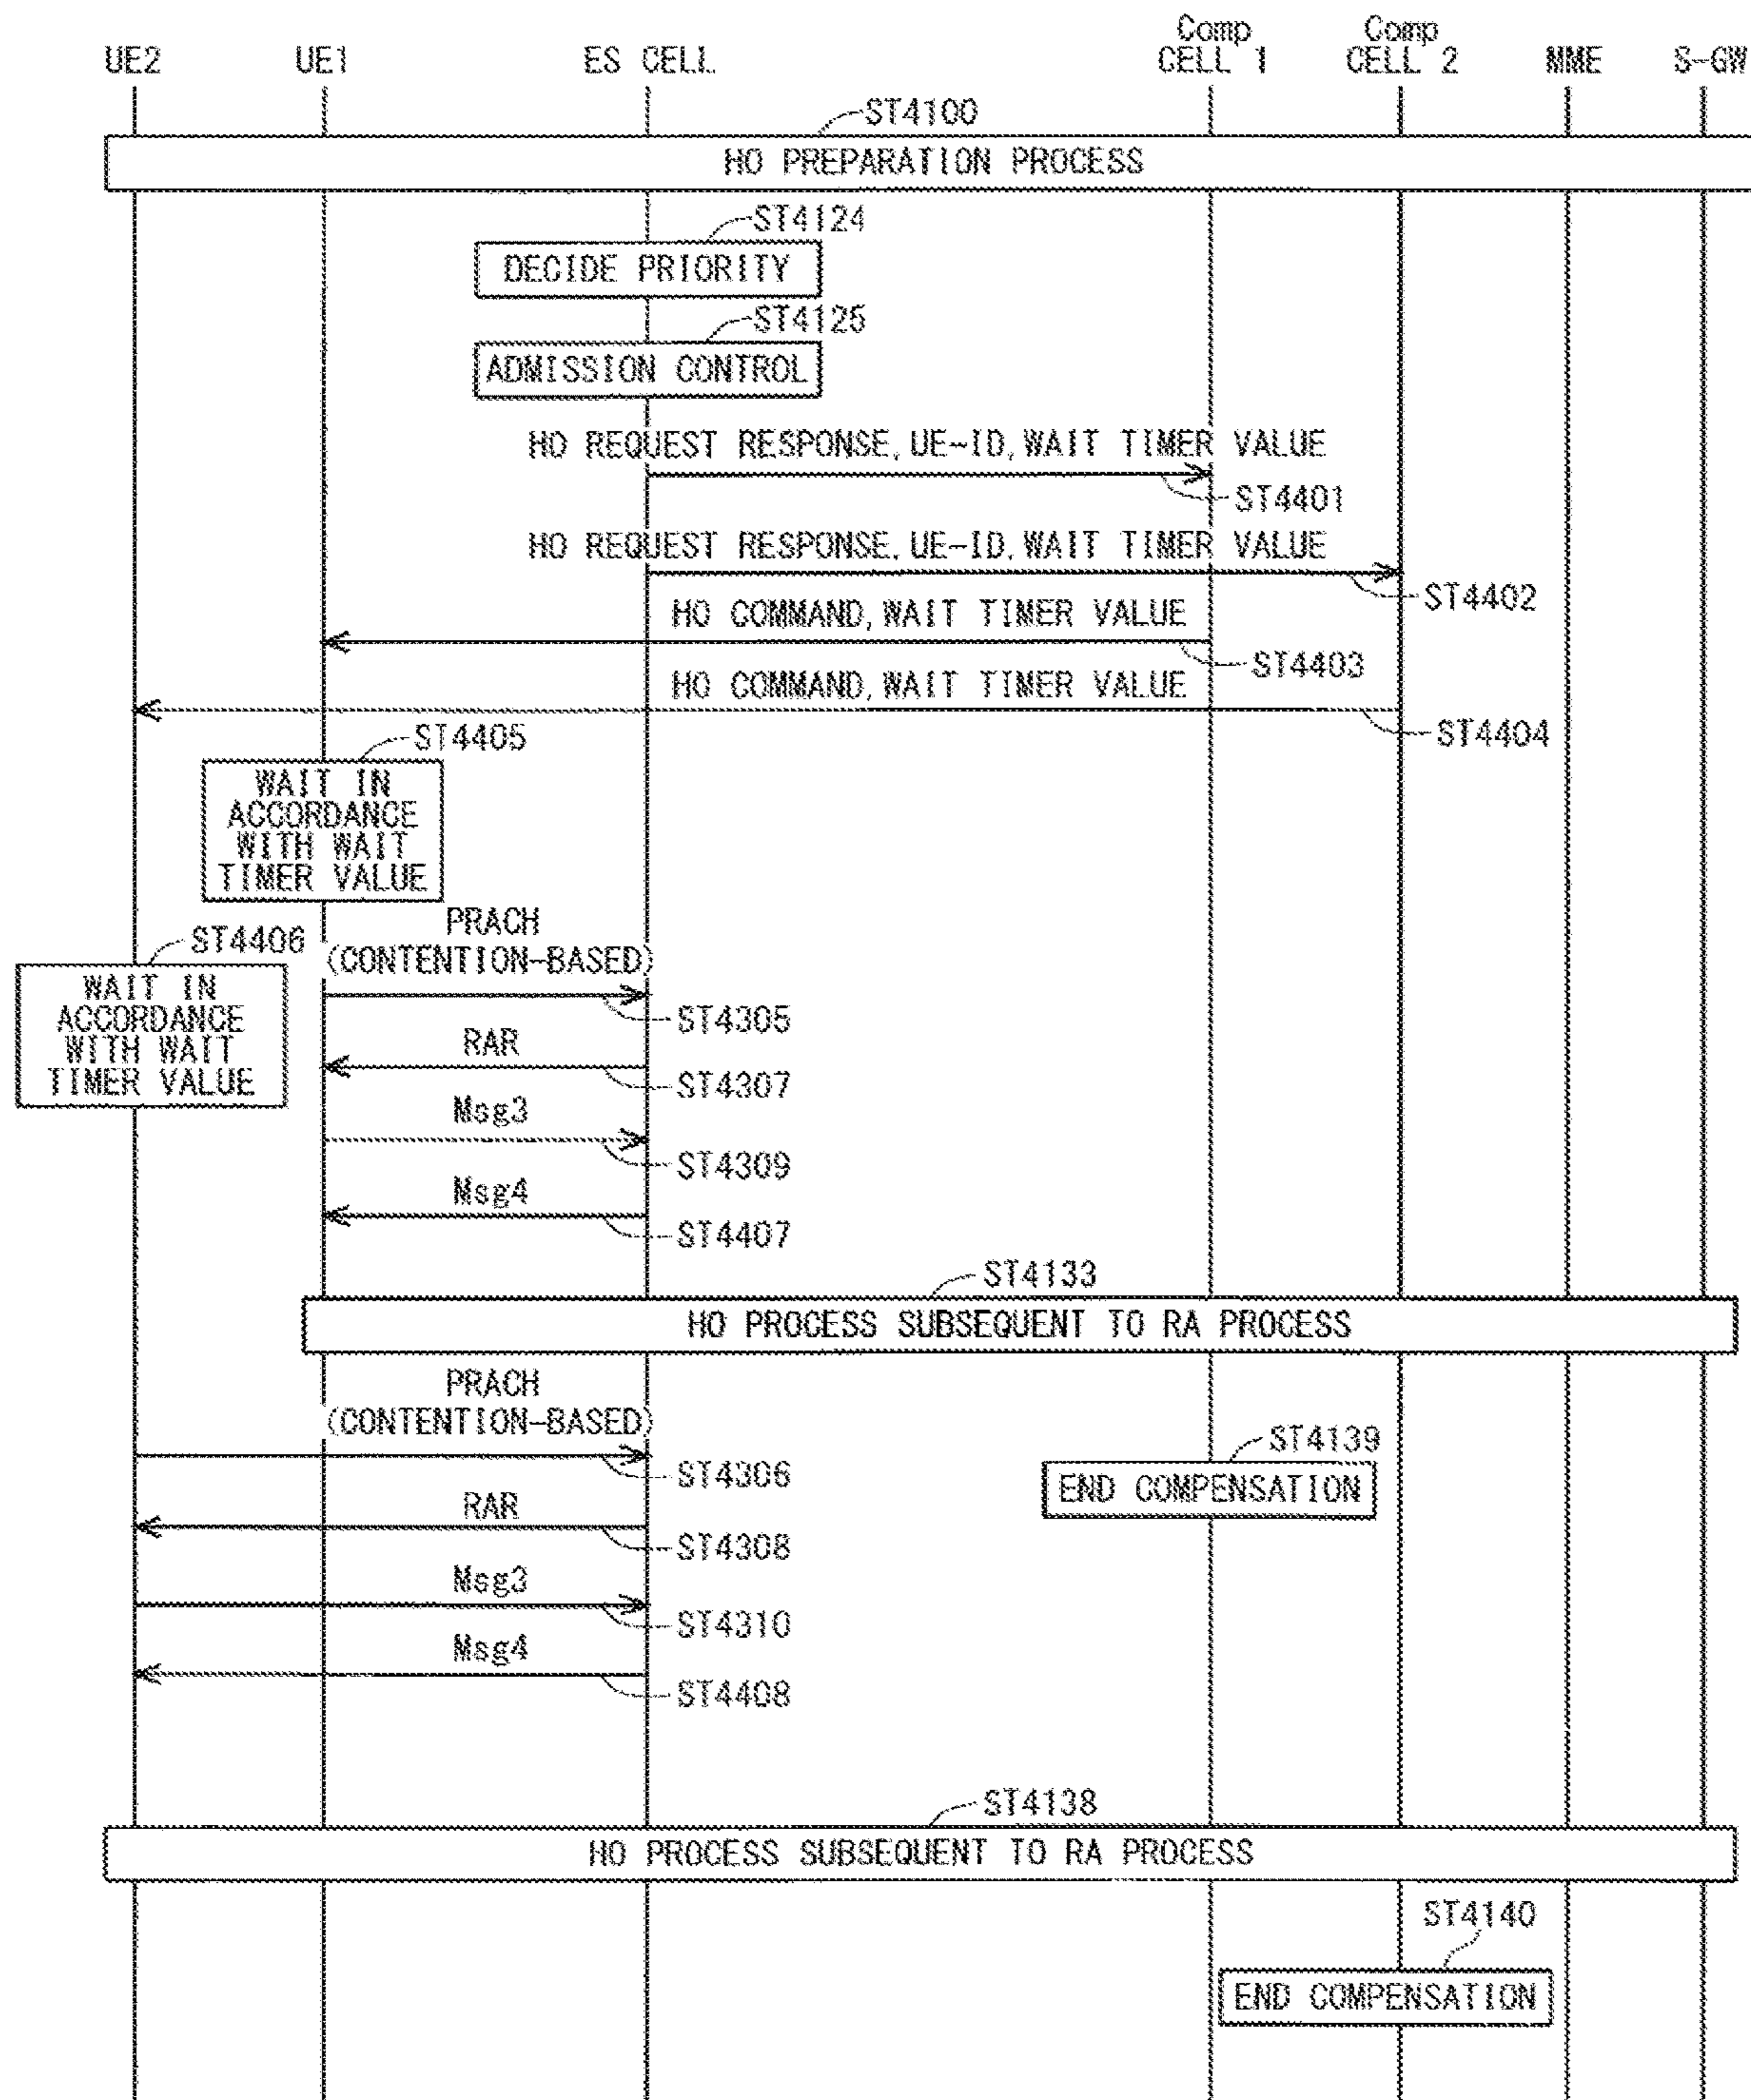 UE2
UE1
ES CELL
Comp
CELL 1
Comp
CELL 2
MME
S-GW
ST4100
HO PREPARATION PROCESS
ST4124
DECIDE PRIORITY
ST4125
ADMISSION CONTROL
HO REQUEST RESPONSE, UE-ID, WAIT TIMER VALUE
ST4401
HO REQUEST RESPONSE, UE-ID, WAIT TIMER VALUE
ST4402
HO COMMAND, WAIT TIMER VALUE
ST4403
HO COMMAND, WAIT TIMER VALUE
ST4404
ST4405
WAIT IN
ACCORDANCE
WITH WAIT
TIMER VALUE
ST4406
WAIT IN
ACCORDANCE
WITH WAIT
TIMER VALUE
PRACH
(CONTENTION-BASED)
ST4305
RAR
ST4307
Msg3
ST4309
Msg4
ST4407
ST4133
HO PROCESS SUBSEQUENT TO RA PROCESS
PRACH
(CONTENTION-BASED)
ST4306
ST4139
END COMPENSATION
RAR
ST4308
Msg3
ST4310
Msg4
ST4408
ST4138
HO PROCESS SUBSEQUENT TO RA PROCESS
ST4140
END COMPENSATION